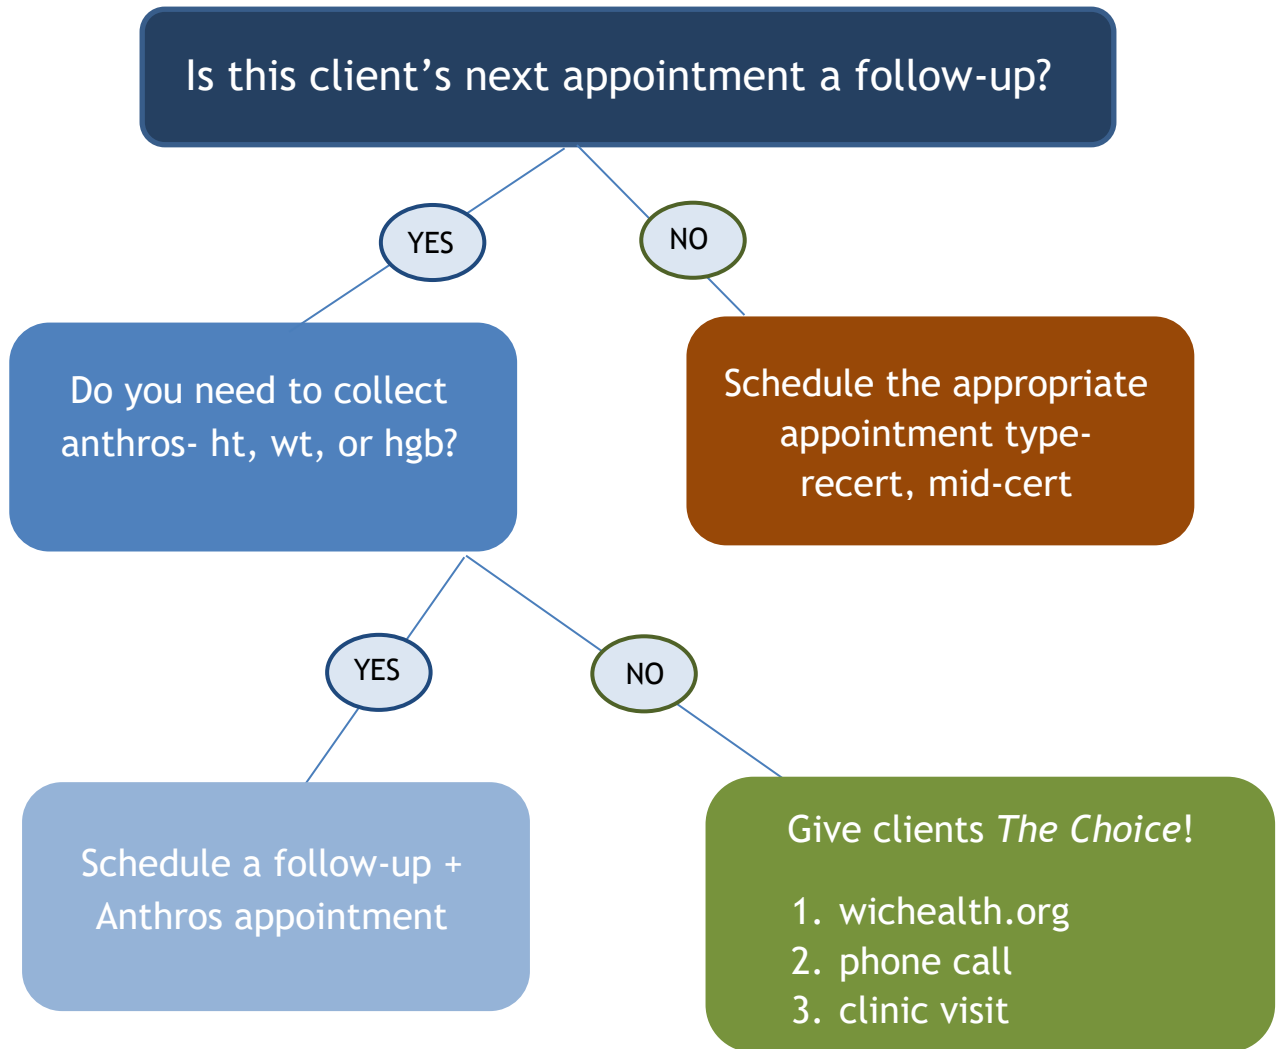 Is this client’s next appointment a follow-up?
YES
NO
Do you need to collect
anthros- ht, wt, or hgb?
Schedule the appropriate
appointment type-
recert, mid-cert
YES
NO
Schedule a follow-up +
Anthros appointment
Give clients The Choice!
1. wichealth.org
2. phone call
3. clinic visit